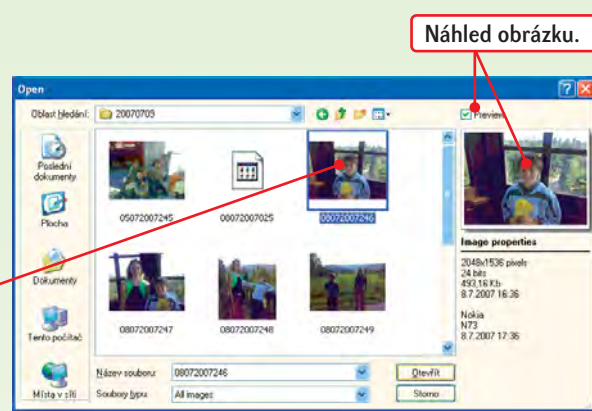 Náhled obrázku.
Open
Oblast hledání:
20070709
Preview
Poslední
dokumenty
Plocha
Dokumenty
Tento počítač
Místa v síti
05072007245
08072007025
08072007246
08072007247
08072007248
08072007249
Image properties
2048x1536 pixels
24 bits
493,16 Kb
8.7.2007 16:36
Nokia
N73
8.7.2007 17:36
Název souboru:
08072007246
Otevřít
Soubory typu:
All images
Storno